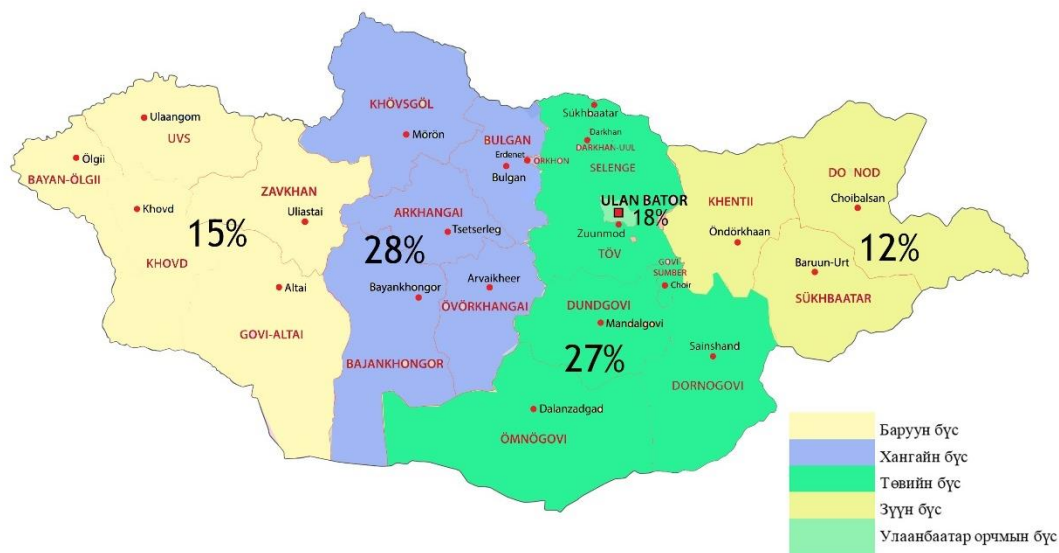 Ulaangom
UVS
Ölgii
BAYAN-ÖLGII
Khovd
KHOVD
ZAVKHAN
Uliastai
15%
Altai
GOVI-ALTAI
KHÖVSGÖL
Mörön
BULGAN
Erdenet
ORKHON
Bulgan
ARKHANGAI
Tsetserleg
28%
Arvaikheer
Bayankhongor
ÖVÖRKHANGAI
BAJANKHONGOR
Sükhbaatar
Darkhan
DARKHAN-UUL
SELENGE
ULAN BATOR
18%
Zuunmod
TÖV
GOVI
SUMBER
Choir
DUNDGOVI
Mandalgovi
27%
Sainshand
DORNOGOVI
Dalanzadgad
ÖMNÖGOVI
KHENTII
Öndörkhaan
DO NOD
Choibalsan
Baruun-Urt
12%
SÜKHBAATAR
Баруун бүс
Хангайн бүс
Төвийн бүс
Зүүн бүс
Улаанбаатар орчмын бүс